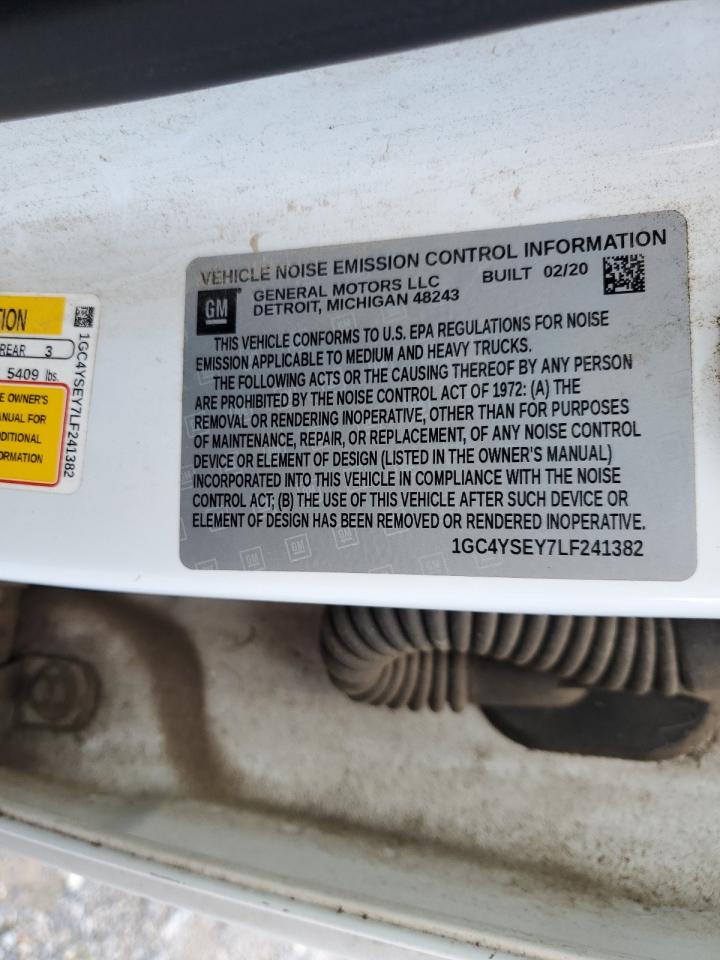 VEHICLE NOISE EMISSION CONTROL INFORMATION
GM
GENERAL MOTORS LLC BUILT 02/20
DETROIT, MICHIGAN 48243
THIS VEHICLE CONFORMS TO U.S. EPA REGULATIONS FOR NOISE
EMISSION APPLICABLE TO MEDIUM AND HEAVY TRUCKS.
THE FOLLOWING ACTS OR THE CAUSING THEREOF BY ANY PERSON
ARE PROHIBITED BY THE NOISE CONTROL ACT OF 1972: (A) THE
REMOVAL OR RENDERING INOPERATIVE, OTHER THAN FOR PURPOSES
OF MAINTENANCE, REPAIR, OR REPLACEMENT, OF ANY NOISE CONTROL
DEVICE OR ELEMENT OF DESIGN (LISTED IN THE OWNER'S MANUAL)
INCORPORATED INTO THIS VEHICLE IN COMPLIANCE WITH THE NOISE
CONTROL ACT; (B) THE USE OF THIS VEHICLE AFTER SUCH DEVICE OR
ELEMENT OF DESIGN HAS BEEN REMOVED OR RENDERED INOPERATIVE.
1GC4YSEY7LF241382
TION
REAR 3
5409 lbs.
E OWNER'S
ANUAL FOR
DITIONAL
ORMATION
1GC4YSEY7LF241382